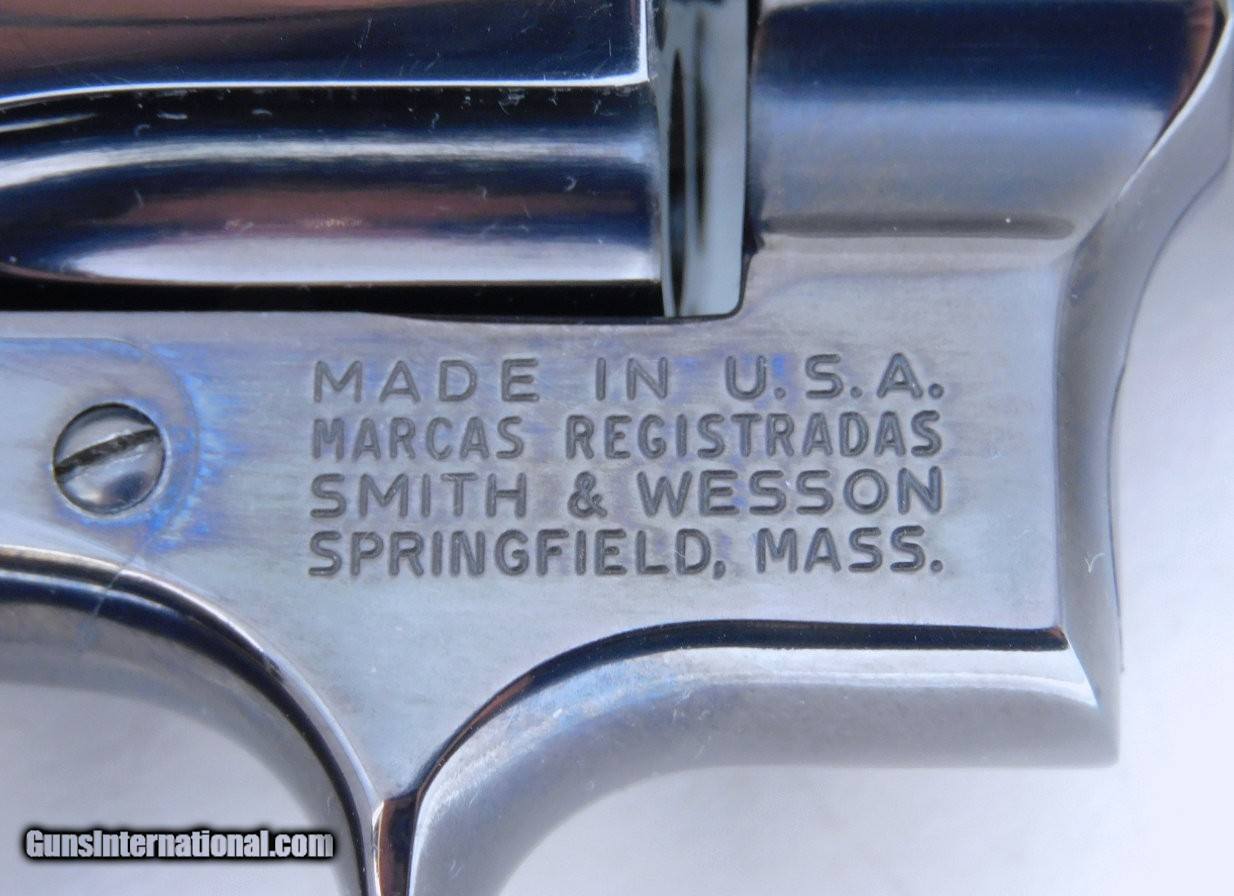 MADE IN U.S.A.
MARCAS REGISTRADAS
SMITH & WESSON
SPRINGFIELD, MASS.
GunsInternational.com